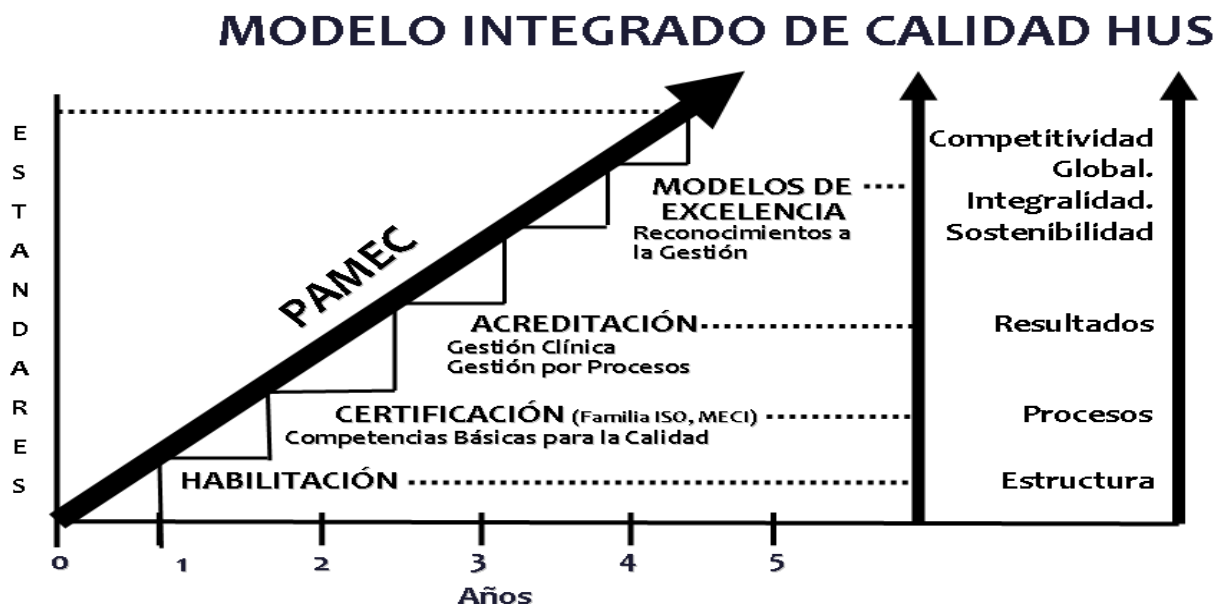 MODELO INTEGRADO DE CALIDAD HUS
ESTANDARES
PAMEC
MODELOS DE
EXCELENCIA
Reconocimientos a
la Gestión
Competitividad
Global.
Integralidad.
Sostenibilidad
ACREDITACIÓN
Gestión Clínica
Gestión por Procesos
Resultados
CERTIFICACIÓN (Familia ISO, MECI)
Competencias Básicas para la Calidad
Procesos
HABILITACIÓN
Estructura
0 1 2 3 4 5
Años